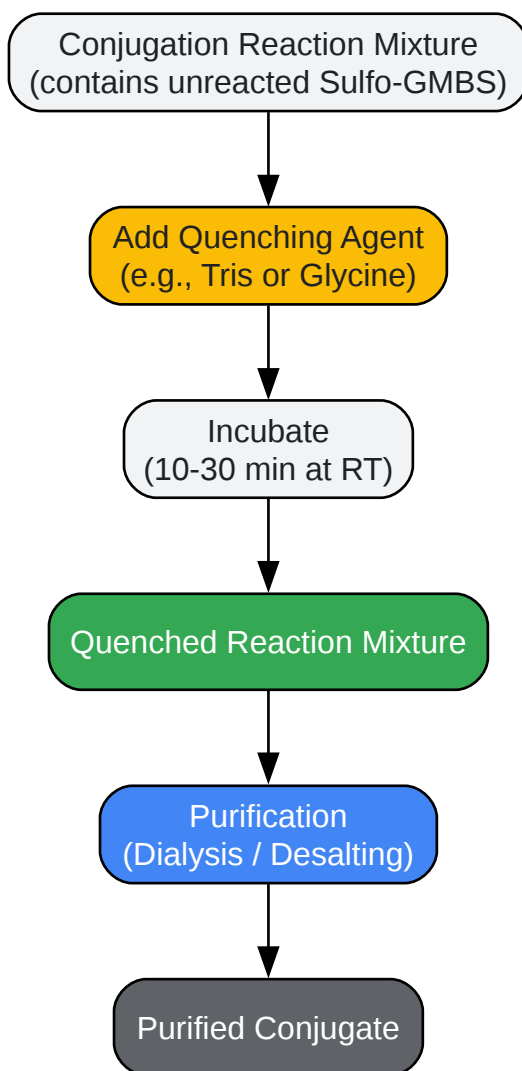 Conjugation Reaction Mixture
(contains unreacted Sulfo-GMBS)
Add Quenching Agent
(e.g., Tris or Glycine)
Incubate
(10-30 min at RT)
Quenched Reaction Mixture
Purification
(Dialysis / Desalting)
Purified Conjugate